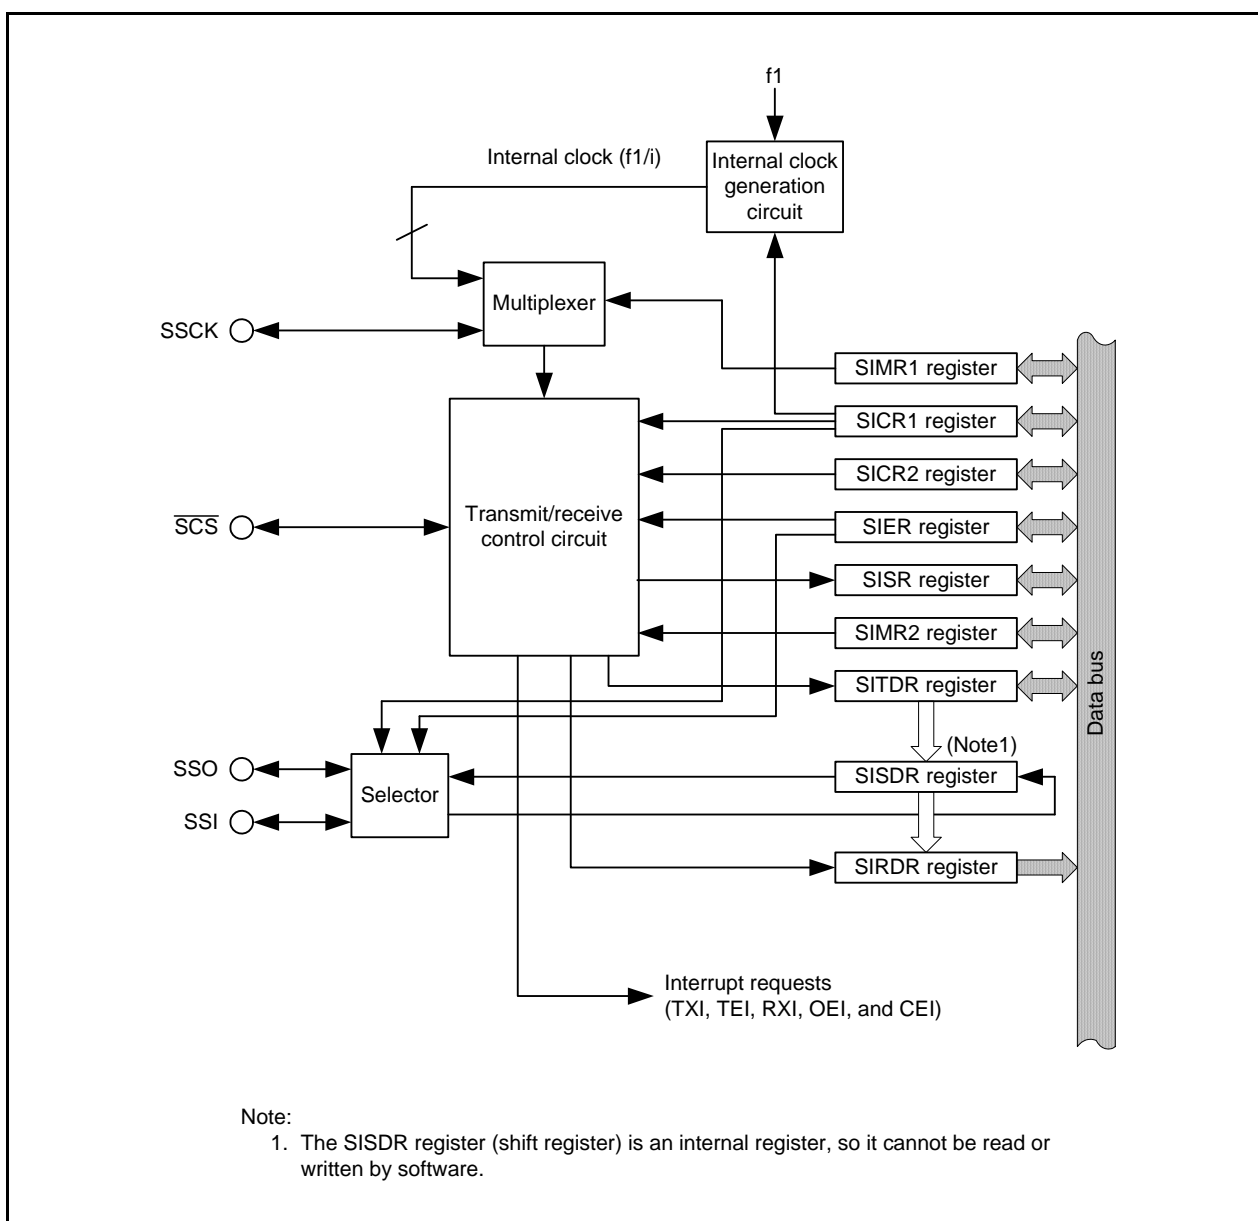 f1
Internal clock (f1/i)
Internal clock
generation
circuit
Multiplexer
SSCK
SIMR1 register
SICR1 register
SICR2 register
SCS
Transmit/receive
control circuit
SIER register
SISR register
SIMR2 register
SITDR register
Data bus
(Note1)
SSO
SISDR register
Selector
SSI
SIRDR register
Interrupt requests
(TXI, TEI, RXI, OEI, and CEI)
Note:
1. The SISDR register (shift register) is an internal register, so it cannot be read or
written by software.